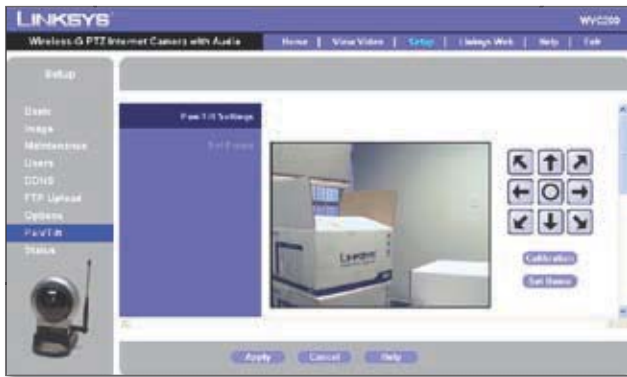 LINKSYS
WVC200
Wireless-G PTZ Internet Camera with Audio
Home | View Video | Setup | Linksys Web | Help | Exit
Setup
Basic
Image
Maintenance
Users
DDNS
FTP Upload
Options
Pan/Tilt
Status
Pan/Tilt Settings
Linksys
Calibration
Set Home
Apply
Cancel
Help